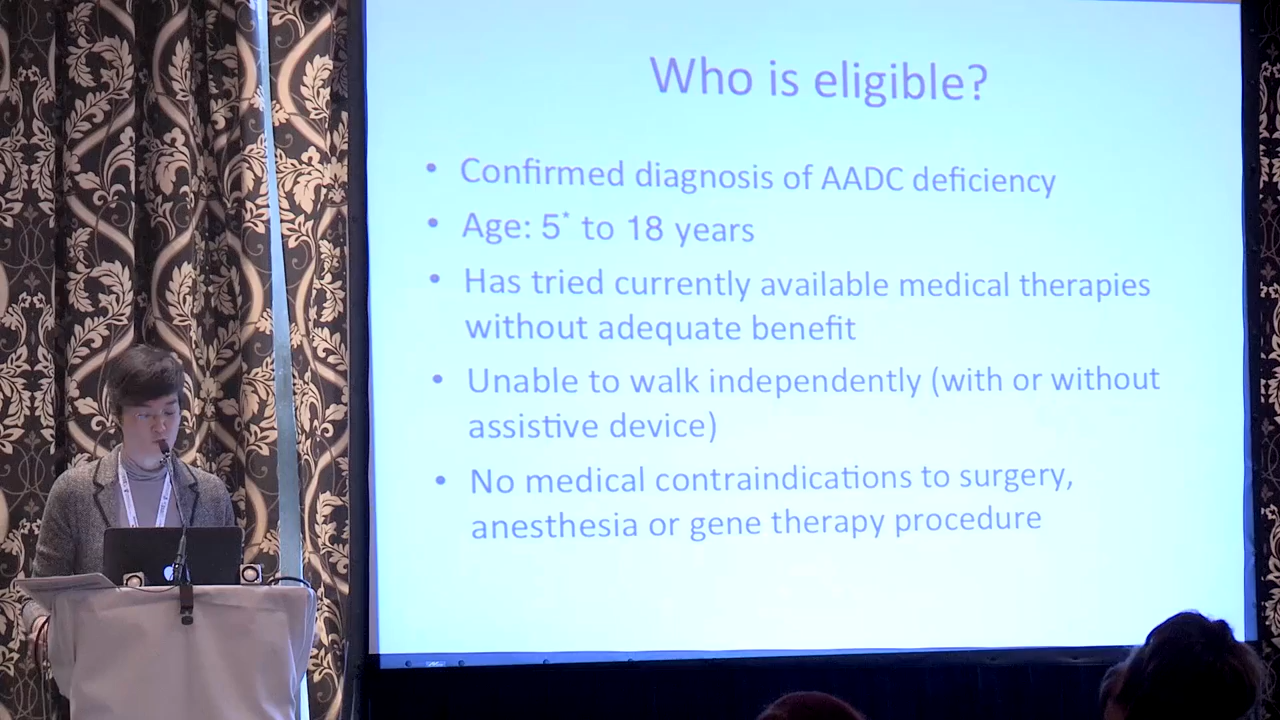 Who is eligible?
• Confirmed diagnosis of AADC deficiency
• Age: 5* to 18 years
• Has tried currently available medical therapies
without adequate benefit
• Unable to walk independently (with or without
assistive device)
• No medical contraindications to surgery,
anesthesia or gene therapy procedure